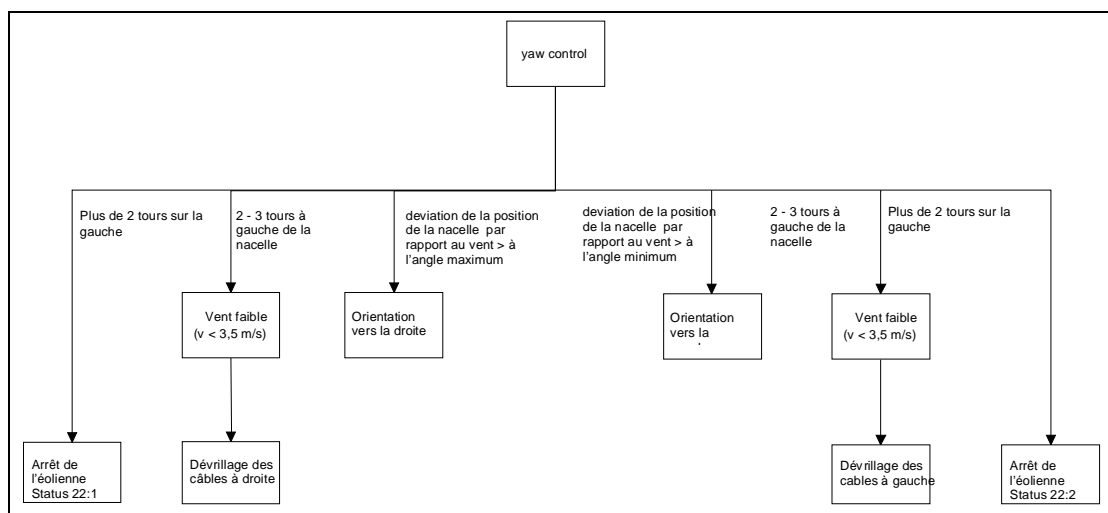 yaw control
Plus de 2 tours sur la
gauche
2 - 3 tours à
gauche de la
nacelle
deviation de la position
de la nacelle par
rapport au vent > à
l'angle maximum
deviation de la position
de la nacelle par
rapport au vent > à
l'angle minimum
2 - 3 tours à
gauche de la
nacelle
Plus de 2 tours sur la
gauche
Vent faible
(v < 3,5 m/s)
Orientation
vers la droite
Orientation
vers la
Vent faible
(v < 3,5 m/s)
Arrêt de
l'éolienne
Status 22:1
Dévrillage des
câbles à droite
Dévrillage des
cables à gauche
Arrêt de
l'éolienne
Status 22:2